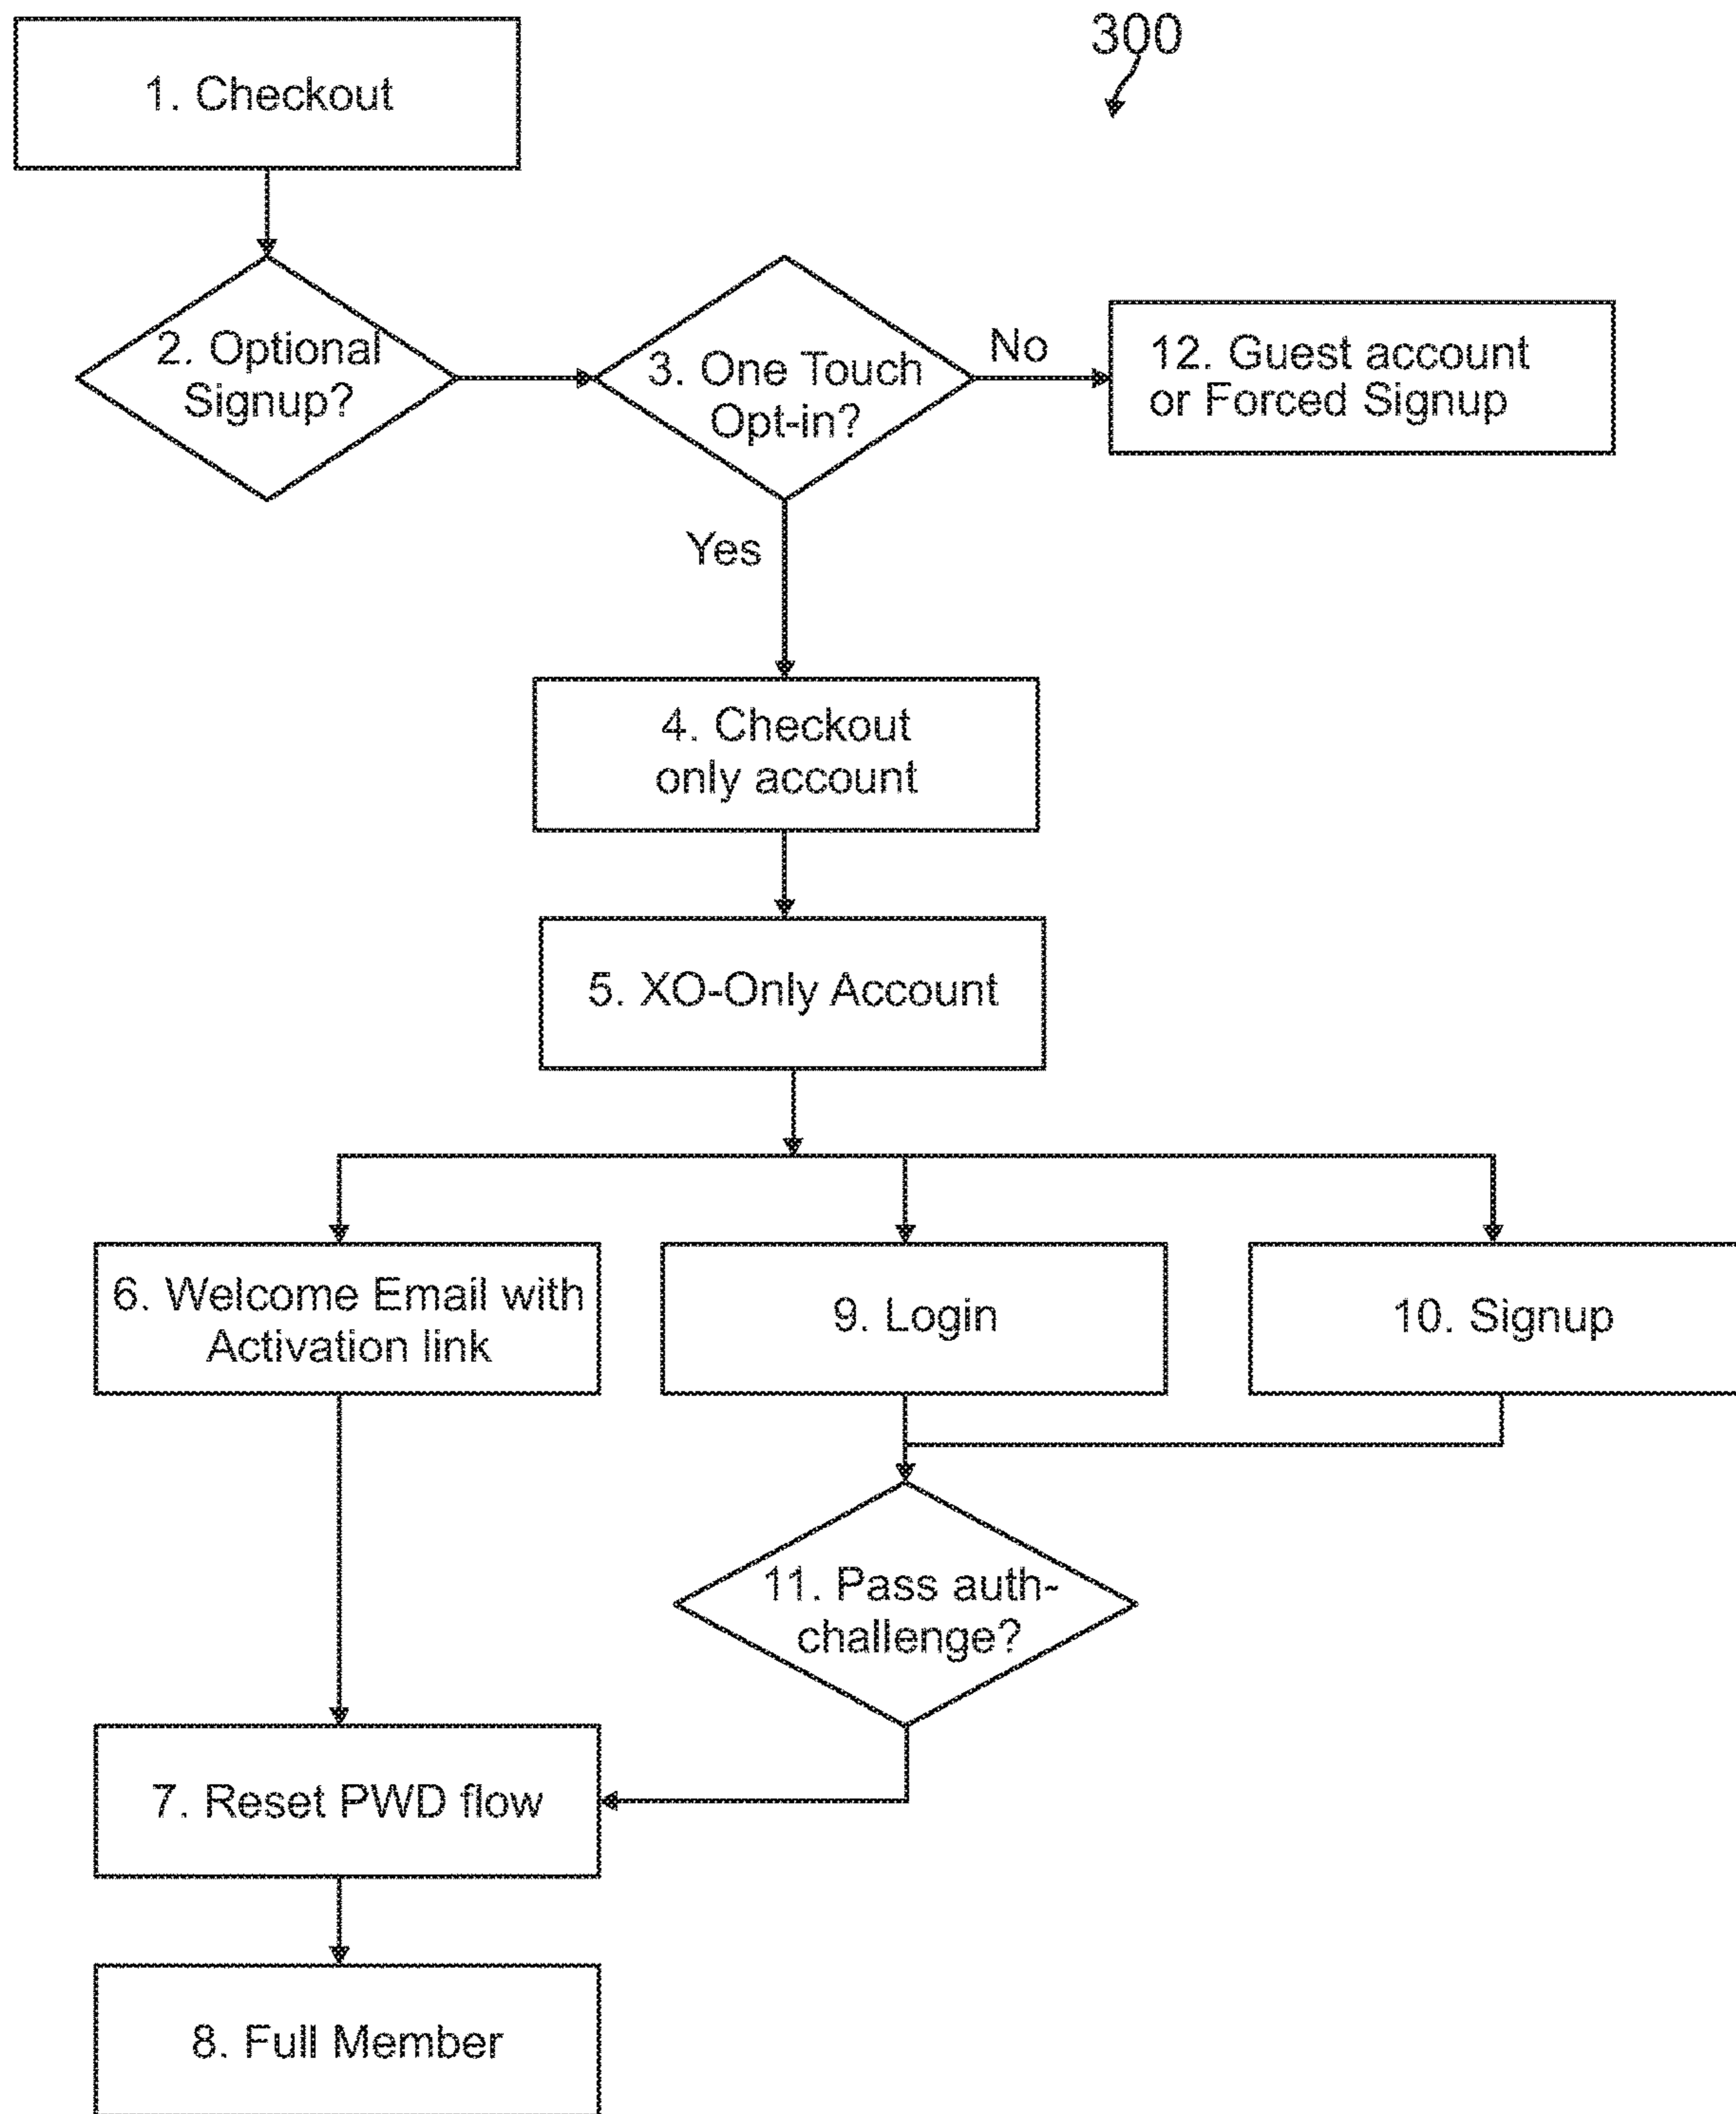 300
1. Checkout
2. Optional
Signup?
3. One Touch
Opt-in?
No
12. Guest account
or Forced Signup
Yes
4. Checkout
only account
5. XO-Only Account
6. Welcome Email with
Activation link
9. Login
10. Signup
11. Pass auth-
challenge?
7. Reset PWD flow
8. Full Member